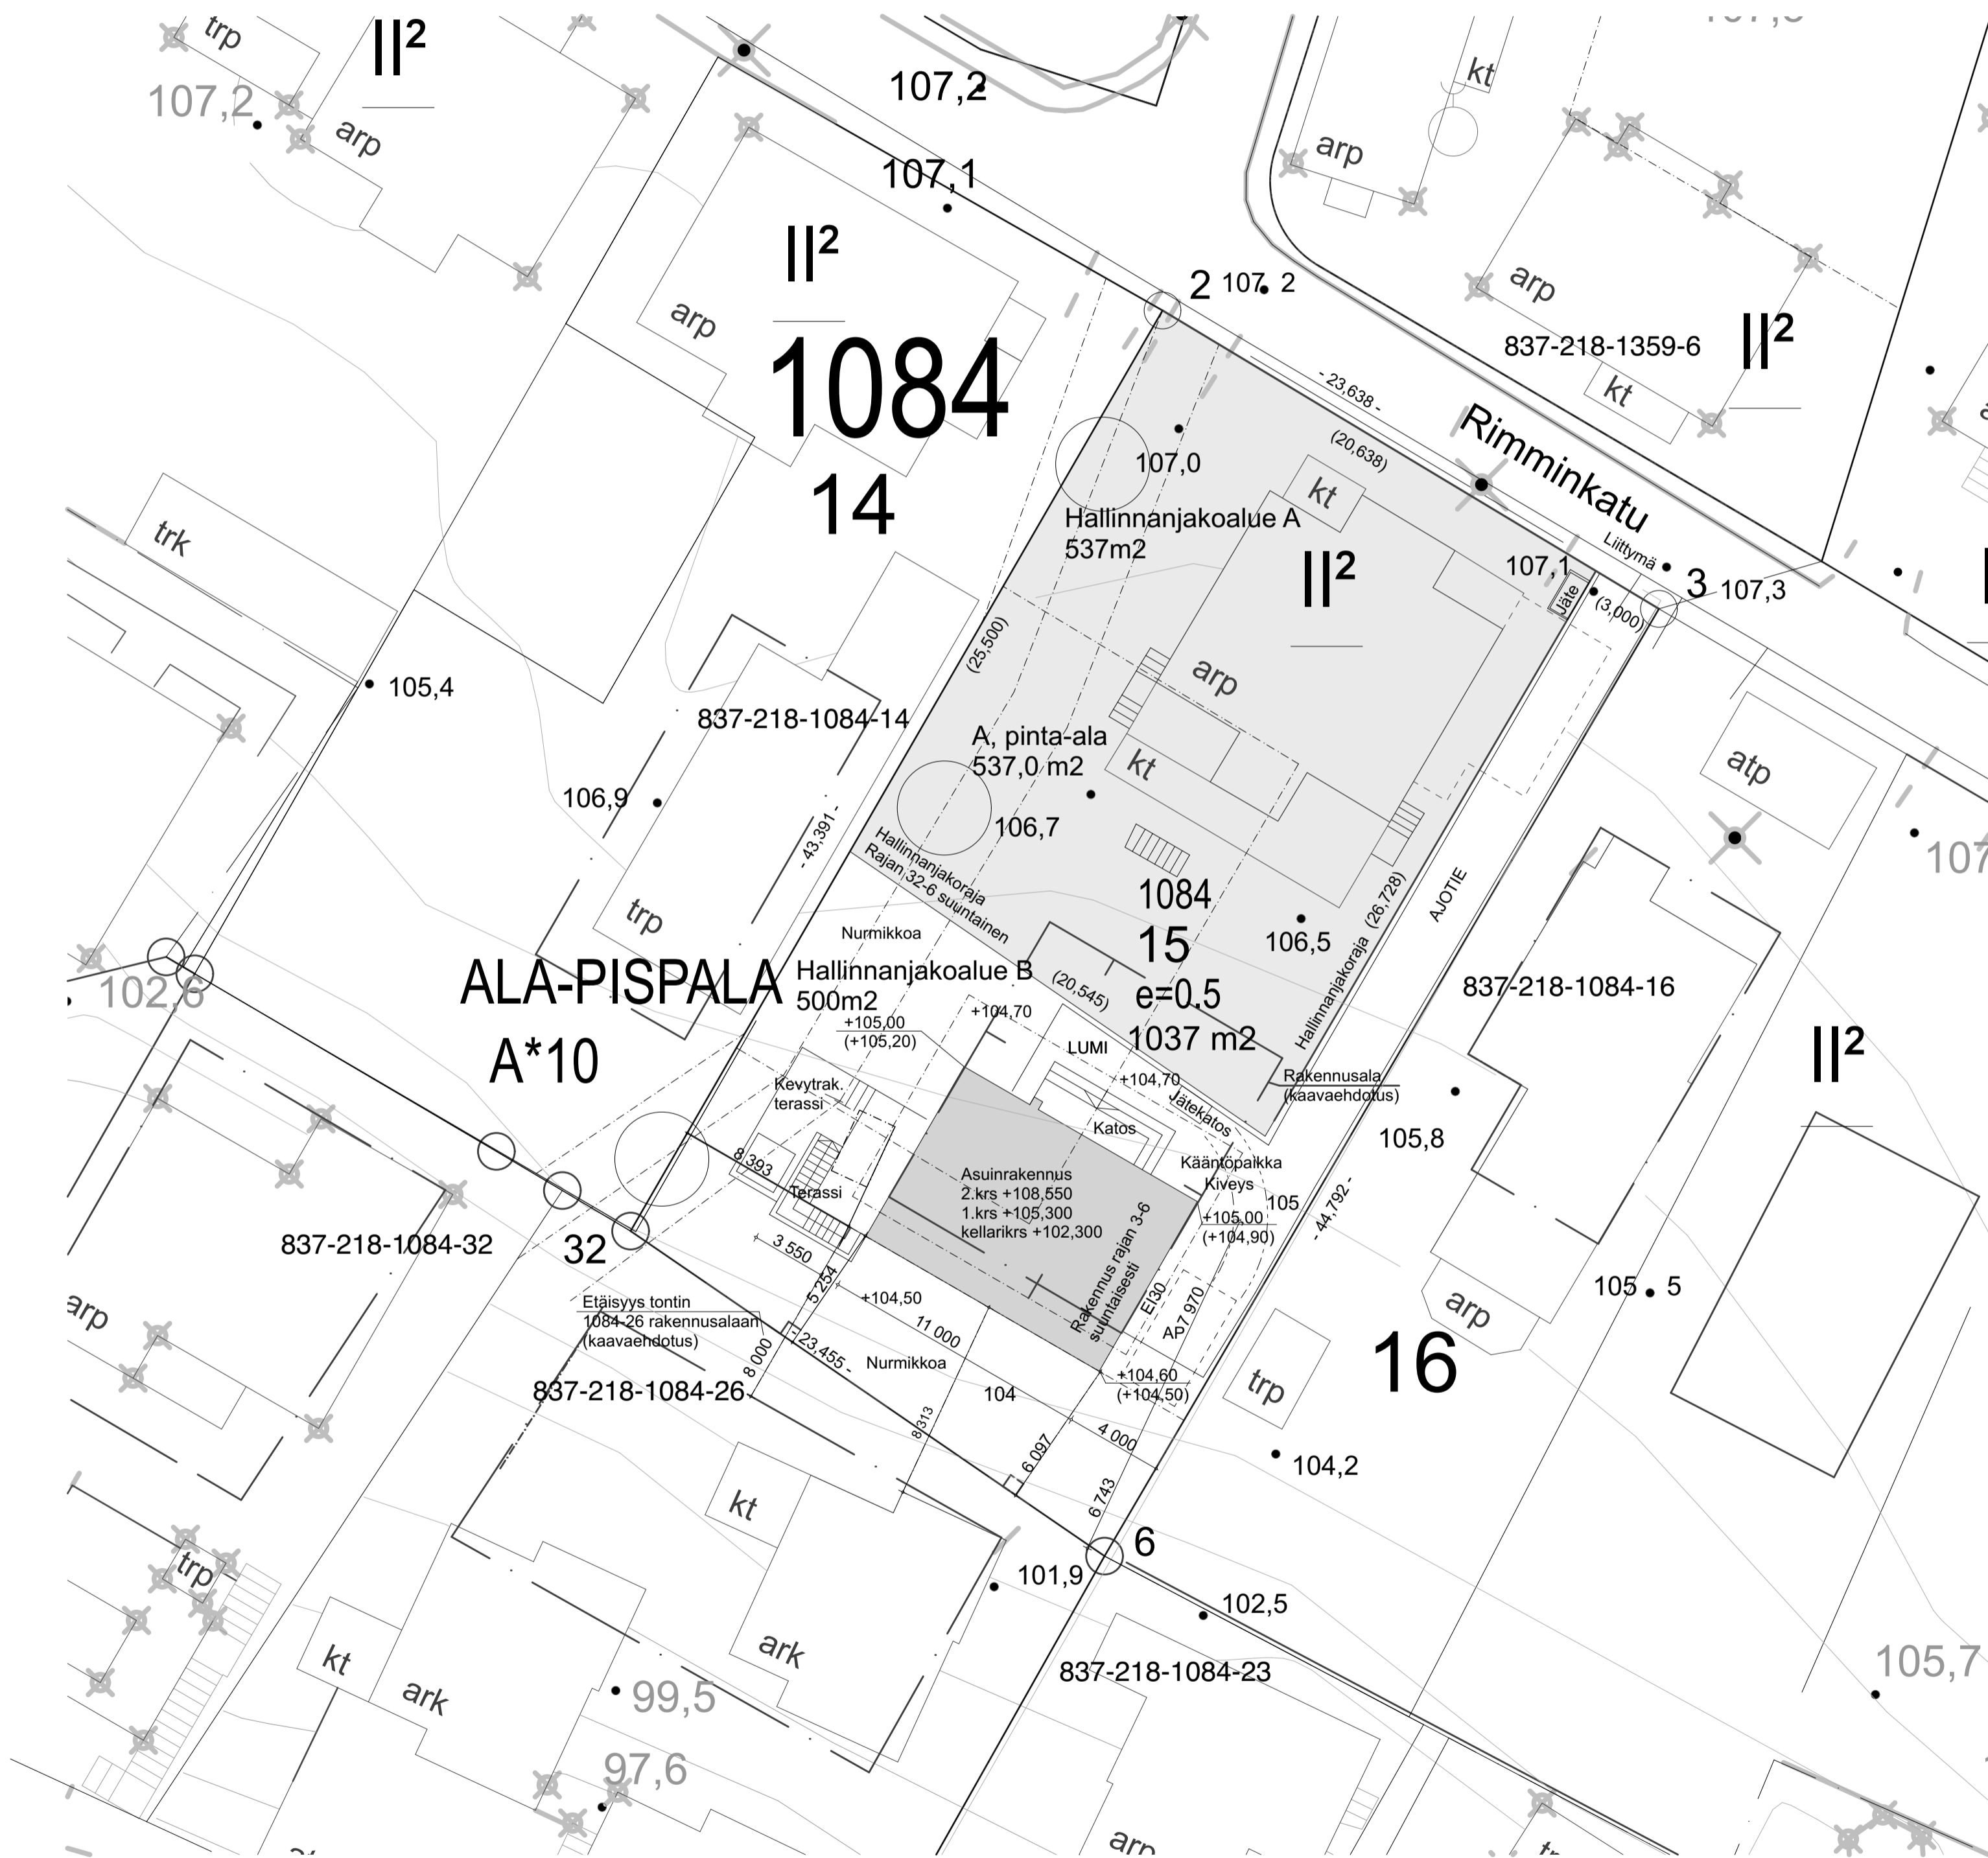 trp
II²
107,2
arp
107,2
kt
arp
107,1
II²
arp
2
107, 2
arp
837-218-1359-6
II²
kt
1084
14
- 23,638 -
(20,638)
Rimminkatu
Liittymä
107,0
kt
Hallinnanjakoalue A
537m2
II²
107,1
Jäte
(3,000)
3
107,3
trk
(25,500)
arp
105,4
837-218-1084-14
A, pinta-ala
537,0 m2
kt
atp
106,9
106,7
107
- 43,391 -
Hallinnanjakoraja
Rajan 32-6 suuntainen
1084
15
e=0.5
1037 m2
106,5
Hallinnanjakoraja (26,728)
AJOTIE
trp
Nurmikkoa
ALA-PISPALA
A*10
Hallinnanjakoalue B
500m2
(20,545)
837-218-1084-16
102,6
+105,00
(+105,20)
+104,70
LUMI
+104,70
Jätekatos
Rakennusala
(kaavaehdotus)
II²
Kevytrak.
terassi
Katos
105,8
8 393
Terassi
Asuinrakennus
2.krs +108,550
1.krs +105,300
kellarikrs +102,300
Kääntöpaikka
Kiveys
105
+105,00
(+104,90)
- 44,792 -
837-218-1084-32
32
3 550
5 254
Rakennus rajan 3-6
suuntaisesti
EI30
AP
7 970
105 5
arp
arp
Etäisyys tontin
1084-26 rakennusalaan
(kaavaehdotus)
+104,50
11 000
- 23,455 -
8 000
Nurmikkoa
16
837-218-1084-26
104
+104,60
(+104,50)
trp
8 313
4 000
6 097
104,2
6 743
kt
6
trp
101,9
102,5
kt
ark
ark
837-218-1084-23
105,7
99,5
97,6
arp